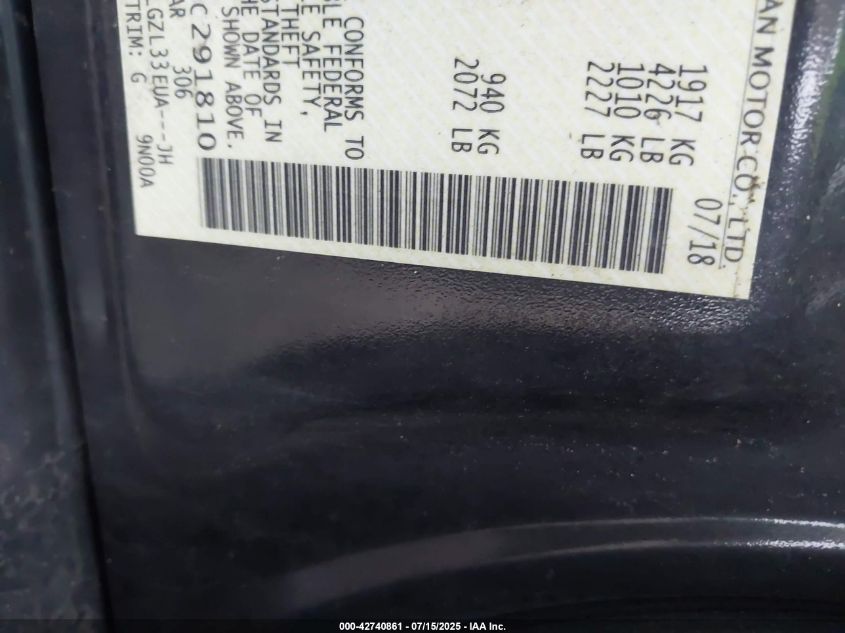 AN MOTOR CO., LTD.
07/18
1917 KG
4226 LB
1010 KG
2227 LB
940 KG
2072 LB
CONFORMS TO
FEDERAL
SAFETY,
THEFT
STANDARDS IN
THE DATE OF
SHOWN ABOVE.
C291810
306
LGZL33EUA---JH
TRIM: G 9N00A
000-42740861 - 07/15/2025 - IAA Inc.